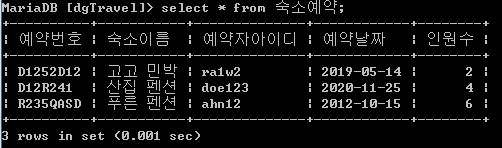 MariaDB [dgTravel]> select * from 숙소예약;
| 예약번호 | 숙소이름 | 예약자아이디 | 예약날짜 | 인원수 |
| D1252D12 | 고고 민박 | ra1w2 | 2019-05-14 | 2 |
| D12R241 | 산집 펜션 | doe123 | 2020-11-25 | 4 |
| R235QASD | 푸른 펜션 | ahn12 | 2012-10-15 | 6 |
3 rows in set (0.001 sec)